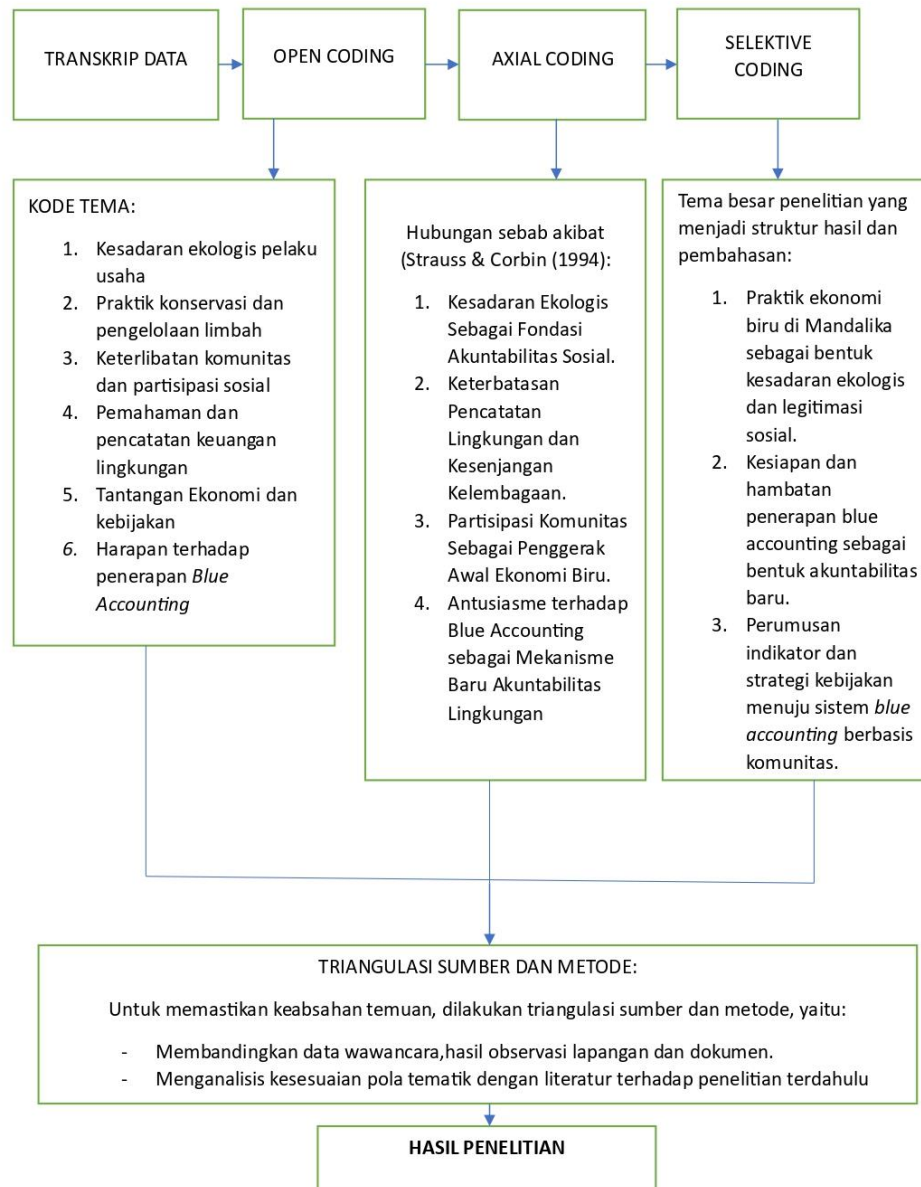 TRANSKRIP DATA
OPEN CODING
AXIAL CODING
SELEKTIVE
CODING
KODE TEMA:
1. Kesadaran ekologis pelaku
usaha
2. Praktik konservasi dan
pengelolaan limbah
3. Keterlibatan komunitas
dan partisipasi sosial
4. Pemahaman dan
pencatatan keuangan
lingkungan
5. Tantangan Ekonomi dan
kebijakan
6. Harapan terhadap
penerapan Blue
Accounting
Hubungan sebab akibat
(Strauss & Corbin (1994):
1. Kesadaran Ekologis
Sebagai Fondasi
Akuntabilitas Sosial.
2. Keterbatasan
Pencatatan
Lingkungan dan
Kesenjangan
Kelembagaan.
3. Partisipasi Komunitas
Sebagai Penggerak
Awal Ekonomi Biru.
4. Antusiasme terhadap
Blue Accounting
sebagai Mekanisme
Baru Akuntabilitas
Lingkungan
Tema besar penelitian yang
menjadi struktur hasil dan
pembahasan:
1. Praktik ekonomi
biru di Mandalika
sebagai bentuk
kesadaran ekologis
dan legitimasi
sosial.
2. Kesiapan dan
hambatan
penerapan blue
accounting sebagai
bentuk akuntabilitas
baru.
3. Perumusan
indikator dan
strategi kebijakan
menuju sistem blue
accounting berbasis
komunitas.
TRIANGULASI SUMBER DAN METODE:
Untuk memastikan keabsahan temuan, dilakukan triangulasi sumber dan metode, yaitu:
- Membandingkan data wawancara,hasil observasi lapangan dan dokumen.
- Menganalisis kesesuaian pola tematik dengan literatur terhadap penelitian terdahulu
HASIL PENELITIAN